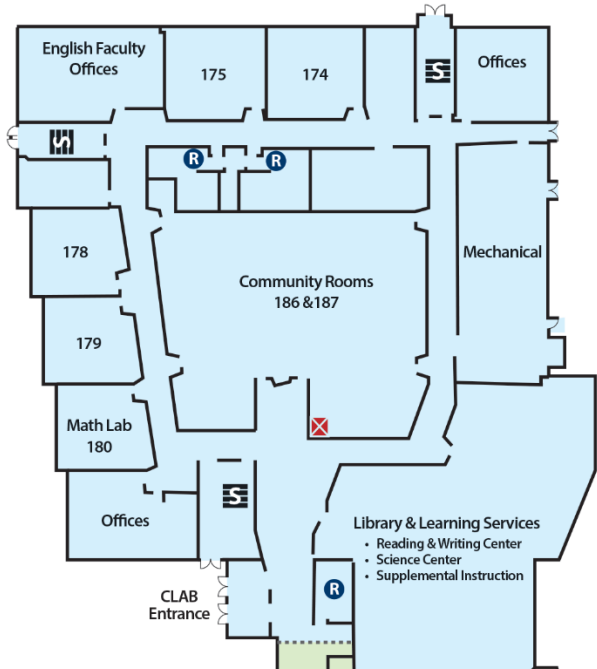 English Faculty
Offices
175
174
S
Offices
S
R
R
178
Community Rooms
186 &187
Mechanical
179
Math Lab
180
S
Offices
Library & Learning Services
• Reading & Writing Center
• Science Center
• Supplemental Instruction
CLAB
Entrance
R